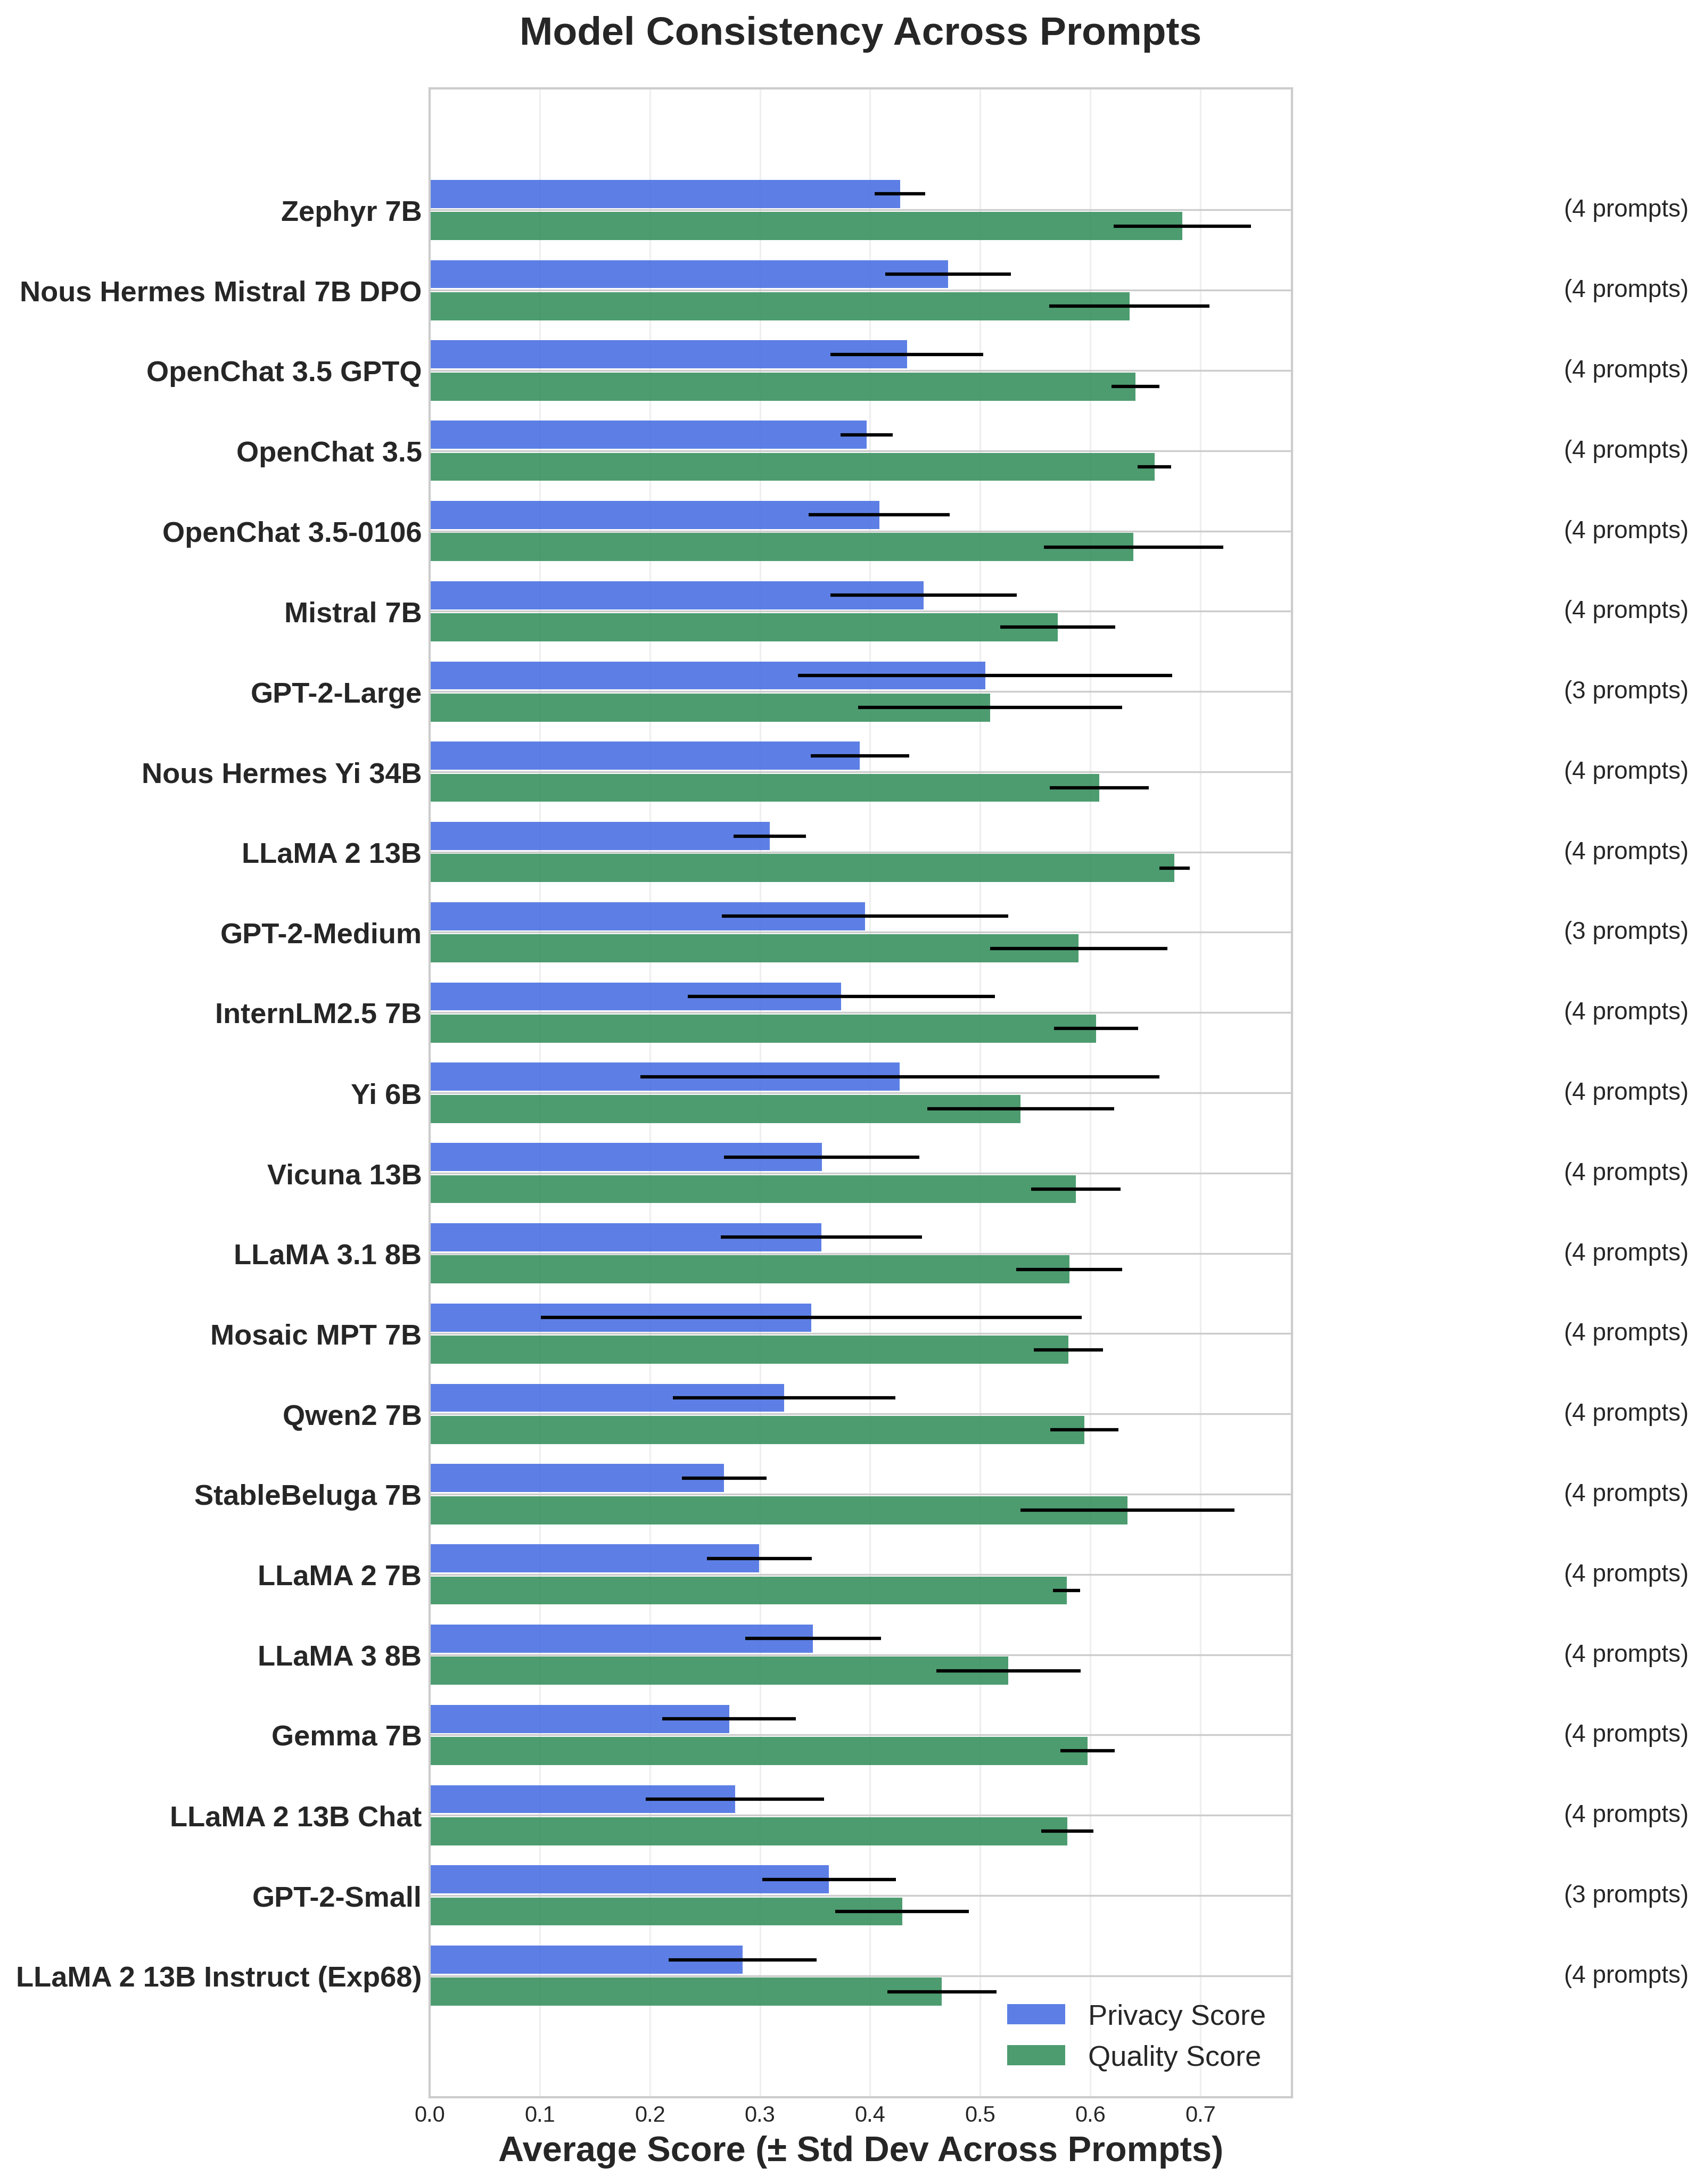 Model Consistency Across Prompts
Zephyr 7B (4 prompts)
Nous Hermes Mistral 7B DPO (4 prompts)
OpenChat 3.5 GPTQ (4 prompts)
OpenChat 3.5 (4 prompts)
OpenChat 3.5-0106 (4 prompts)
Mistral 7B (4 prompts)
GPT-2-Large (3 prompts)
Nous Hermes Yi 34B (4 prompts)
LLaMA 2 13B (4 prompts)
GPT-2-Medium (3 prompts)
InternLM2.5 7B (4 prompts)
Yi 6B (4 prompts)
Vicuna 13B (4 prompts)
LLaMA 3.1 8B (4 prompts)
Mosaic MPT 7B (4 prompts)
Qwen2 7B (4 prompts)
StableBeluga 7B (4 prompts)
LLaMA 2 7B (4 prompts)
LLaMA 3 8B (4 prompts)
Gemma 7B (4 prompts)
LLaMA 2 13B Chat (4 prompts)
GPT-2-Small (3 prompts)
LLaMA 2 13B Instruct (Exp68) (4 prompts)
Privacy Score
Quality Score
0.0 0.1 0.2 0.3 0.4 0.5 0.6 0.7
Average Score (± Std Dev Across Prompts)